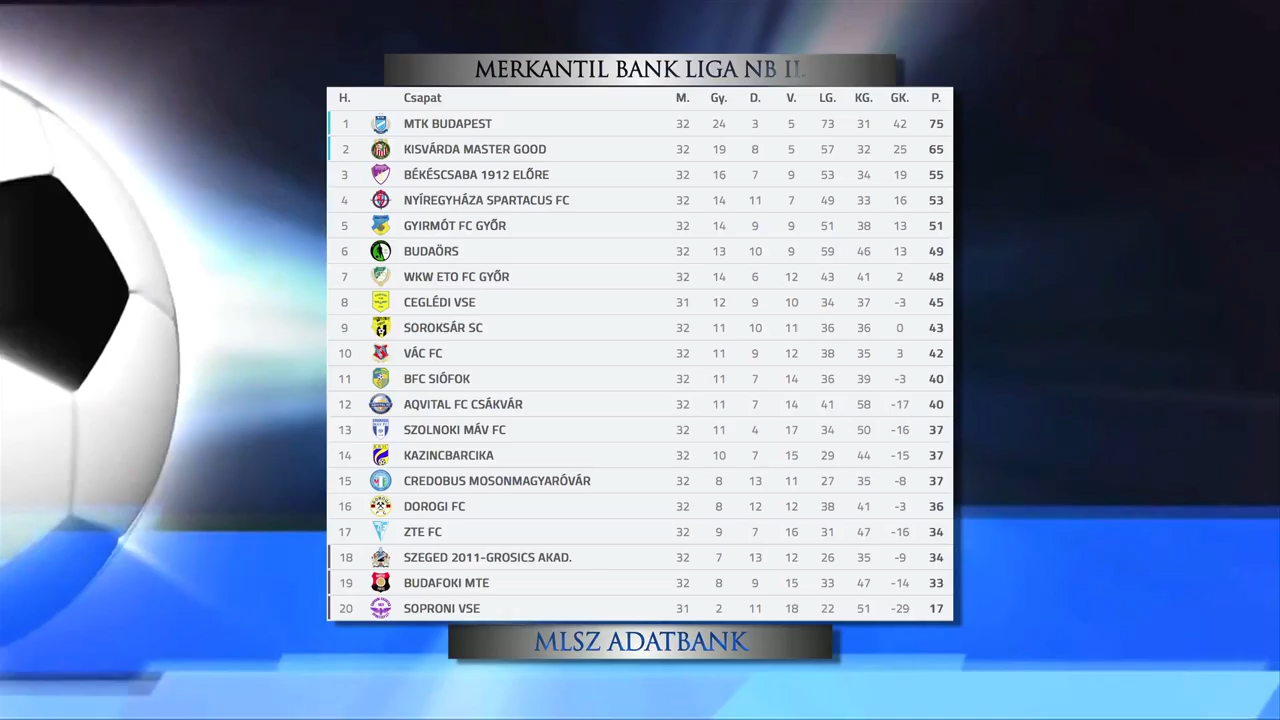 MERKANTIL BANK LIGA NB II.
H. Csapat M. Gy. D. V. LG. KG. GK. P.
1 MTK BUDAPEST 32 24 3 5 73 31 42 75
2 KISVÁRDA MASTER GOOD 32 19 8 5 57 32 25 65
3 BÉKÉSCSABA 1912 ELŐRE 32 16 7 9 53 34 19 55
4 NYÍREGYHÁZA SPARTACUS FC 32 14 11 7 49 33 16 53
5 GYIRMÓT FC GYŐR 32 14 9 9 51 38 13 51
6 BUDAÖRS 32 13 10 9 59 46 13 49
7 WKW ETO FC GYŐR 32 14 6 12 43 41 2 48
8 CEGLÉDI VSE 31 12 9 10 34 37 -3 45
9 SOROKSÁR SC 32 11 10 11 36 36 0 43
10 VÁC FC 32 11 9 12 38 35 3 42
11 BFC SIÓFOK 32 11 7 14 36 39 -3 40
12 AQVITAL FC CSÁKVÁR 32 11 7 14 41 58 -17 40
13 SZOLNOKI MÁV FC 32 11 4 17 34 50 -16 37
14 KAZINCBARCIKA 32 10 7 15 29 44 -15 37
15 CREDOBUS MOSONMAGYARÓVÁR 32 8 13 11 27 35 -8 37
16 DOROGI FC 32 8 12 12 38 41 -3 36
17 ZTE FC 32 9 7 16 31 47 -16 34
18 SZEGED 2011-GROSICS AKAD. 32 7 13 12 26 35 -9 34
19 BUDAFOKI MTE 32 8 9 15 33 47 -14 33
20 SOPRONI VSE 31 2 11 18 22 51 -29 17
MLSZ ADATBANK